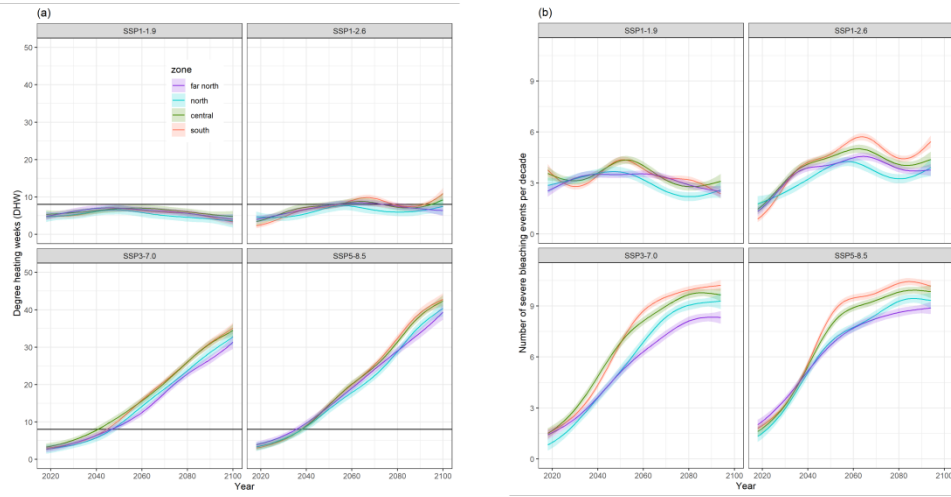 (a)
SSP1-1.9
SSP1-2.6
50
40
30
20
10
0
zone
far north
north
central
south
SSP3-7.0
SSP5-8.5
50
40
30
20
10
0
2020
2040
2060
2080
2100
2020
2040
2060
2080
2100
Year
Degree heating weeks (DHW)
(b)
SSP1-1.9
SSP1-2.6
9
6
3
0
SSP3-7.0
SSP5-8.5
9
6
3
0
2020
2040
2060
2080
2100
2020
2040
2060
2080
2100
Year
Number of severe bleaching events per decade